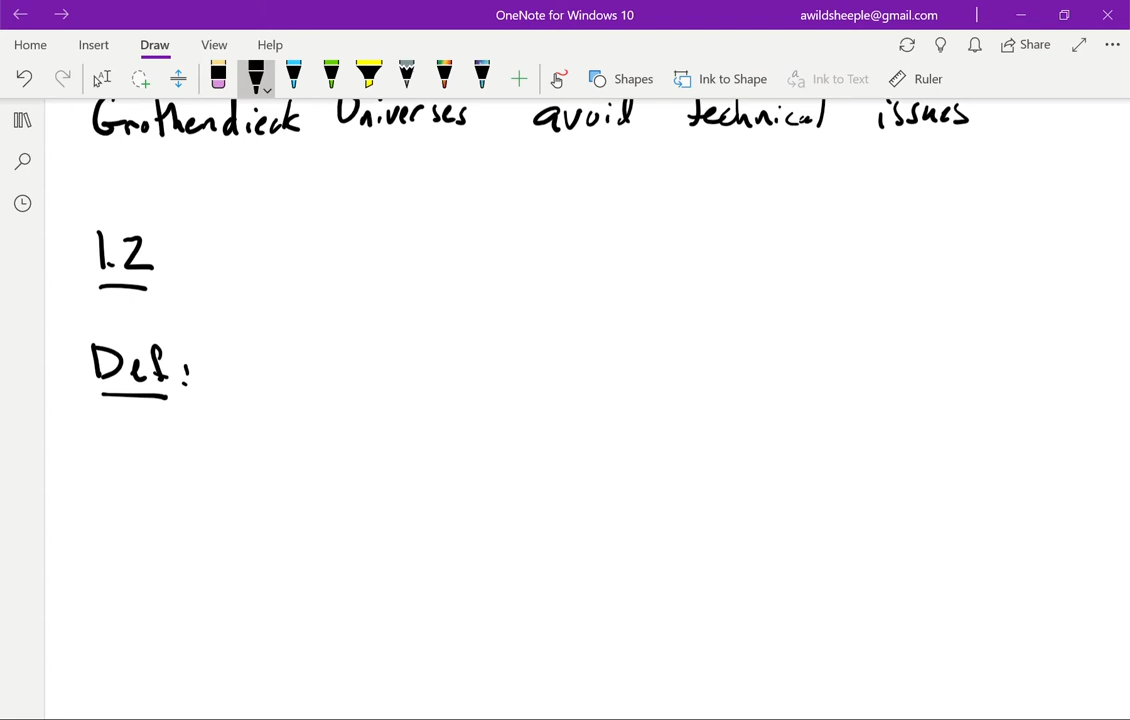 OneNote for Windows 10
awildsheeple@gmail.com
Home Insert Draw View Help
Share
Shapes
Ink to Shape
Ink to Text
Ruler
Grothendieck Universes avoid technical issues
1.2
Def: